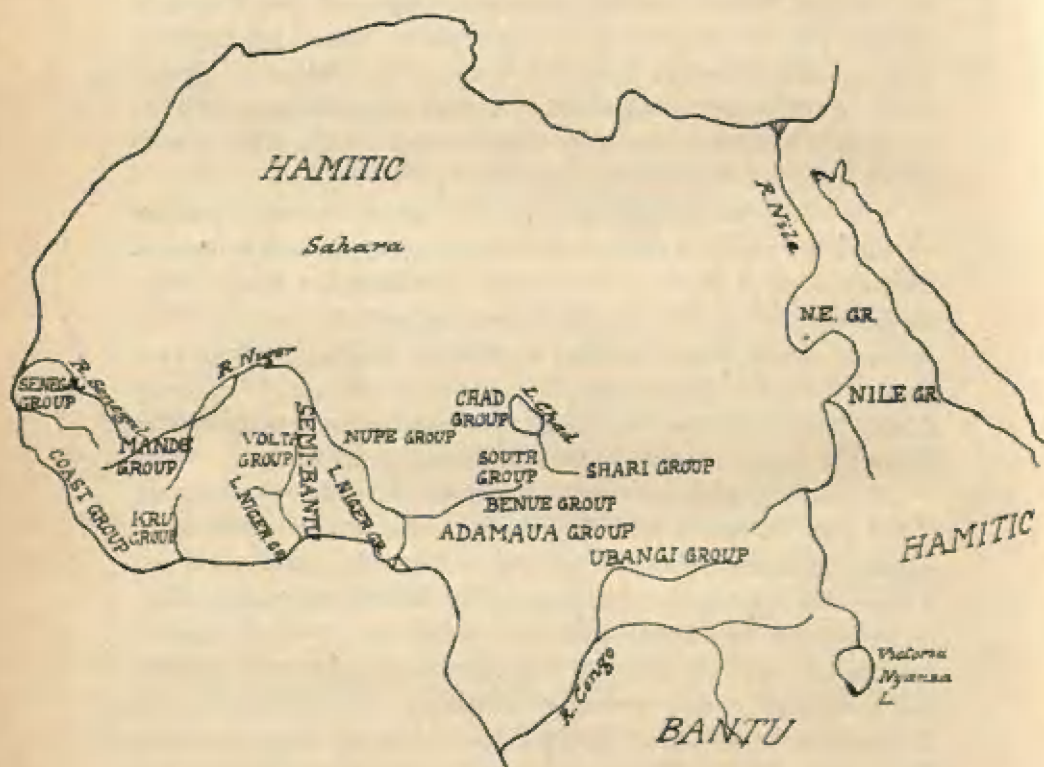 HAMITIC
Sahara
R. Nile
N.E. GR.
NILE GR.
R. Niger
R. Senegal
SENEGAL
GROUP
MANDE
GROUP
COAST GROUP
KRU
GROUP
VOLTA
GROUP
SEMI-BANTU
L. NIGER GR.
L. NIGER GR.
NUPE GROUP
CHAD
GROUP
L. Chad
SOUTH
GROUP
SHARI GROUP
BENUE GROUP
ADAMAUA GROUP
UBANGI GROUP
HAMITIC
R. Congo
Victoria
Nyanza
L.
BANTU